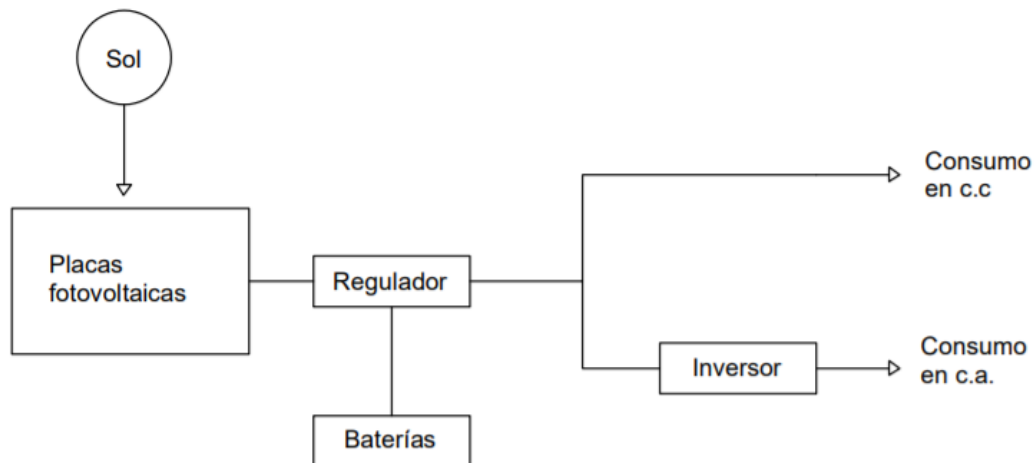 Sol
Placas
fotovoltaicas
Regulador
Baterías
Inversor
Consumo
en c.c
Consumo
en c.a.